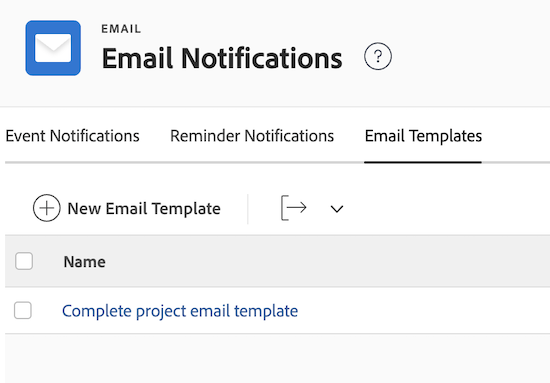 EMAIL
Email Notifications ?
Event Notifications Reminder Notifications Email Templates
New Email Template
Name
Complete project email template